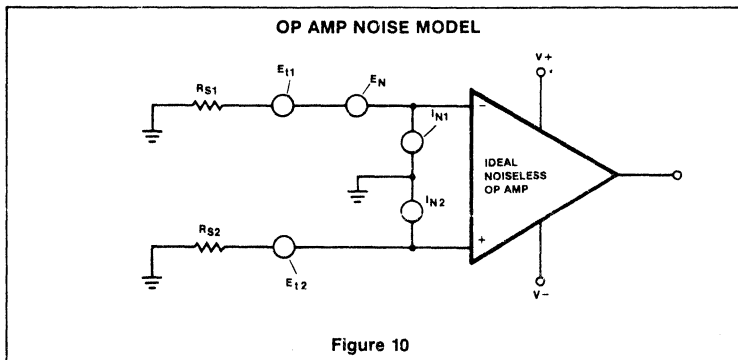 OP AMP NOISE MODEL
V+
Et1
EN
RS1
IN1
−
IDEAL
NOISELESS
OP AMP
IN2
RS2
+
Et2
V−
Figure 10